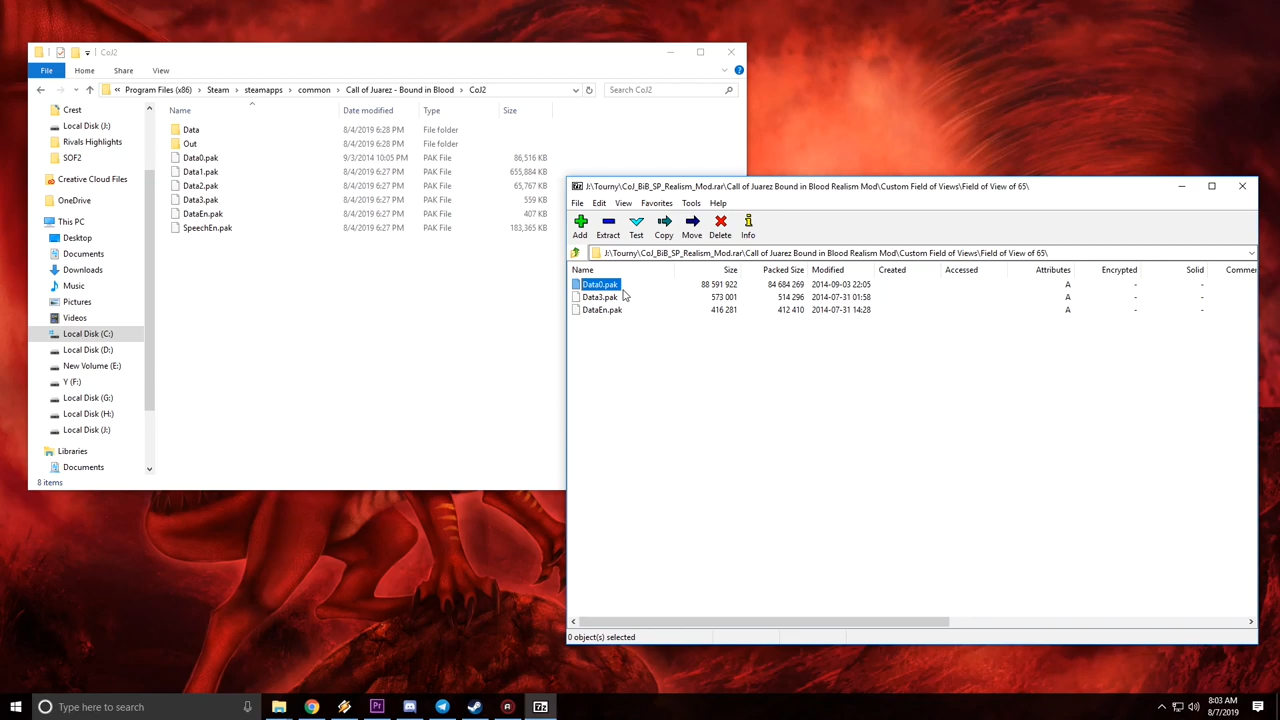 CoJ2
File Home Share View
Program Files (x86) > Steam > steamapps > common > Call of Juarez - Bound in Blood > CoJ2
Search CoJ2
Crest
Local Disk (J:)
Rivals Highlights
SOF2
Creative Cloud Files
OneDrive
This PC
Desktop
Documents
Downloads
Music
Pictures
Videos
Local Disk (C:)
Local Disk (D:)
New Volume (E:)
Y (F:)
Local Disk (G:)
Local Disk (H:)
Local Disk (J:)
Libraries
Documents
Name Date modified Type Size
Data 8/4/2019 6:28 PM File folder
Out 8/4/2019 6:28 PM File folder
Data0.pak 9/3/2014 10:05 PM PAK File 86,516 KB
Data1.pak 8/4/2019 6:27 PM PAK File 655,884 KB
Data2.pak 8/4/2019 6:27 PM PAK File 65,767 KB
Data3.pak 8/4/2019 6:27 PM PAK File 559 KB
DataEn.pak 8/4/2019 6:27 PM PAK File 407 KB
SpeechEn.pak 8/4/2019 6:27 PM PAK File 183,365 KB
8 items
7z J:\Tourny\CoJ_BiB_SP_Realism_Mod.rar\Call of Juarez Bound in Blood Realism Mod\Custom Field of Views\Field of View of 65\
File Edit View Favorites Tools Help
Add Extract Test Copy Move Delete Info
J:\Tourny\CoJ_BiB_SP_Realism_Mod.rar\Call of Juarez Bound in Blood Realism Mod\Custom Field of Views\Field of View of 65\
Name Size Packed Size Modified Created Accessed Attributes Encrypted Solid Commen
Data0.pak 88 591 922 84 684 269 2014-09-03 22:05 A - -
Data3.pak 573 001 514 296 2014-07-31 01:58 A - -
DataEn.pak 416 281 412 410 2014-07-31 14:28 A - -
0 object(s) selected
Type here to search
Pr
7z
8:03 AM
8/7/2019